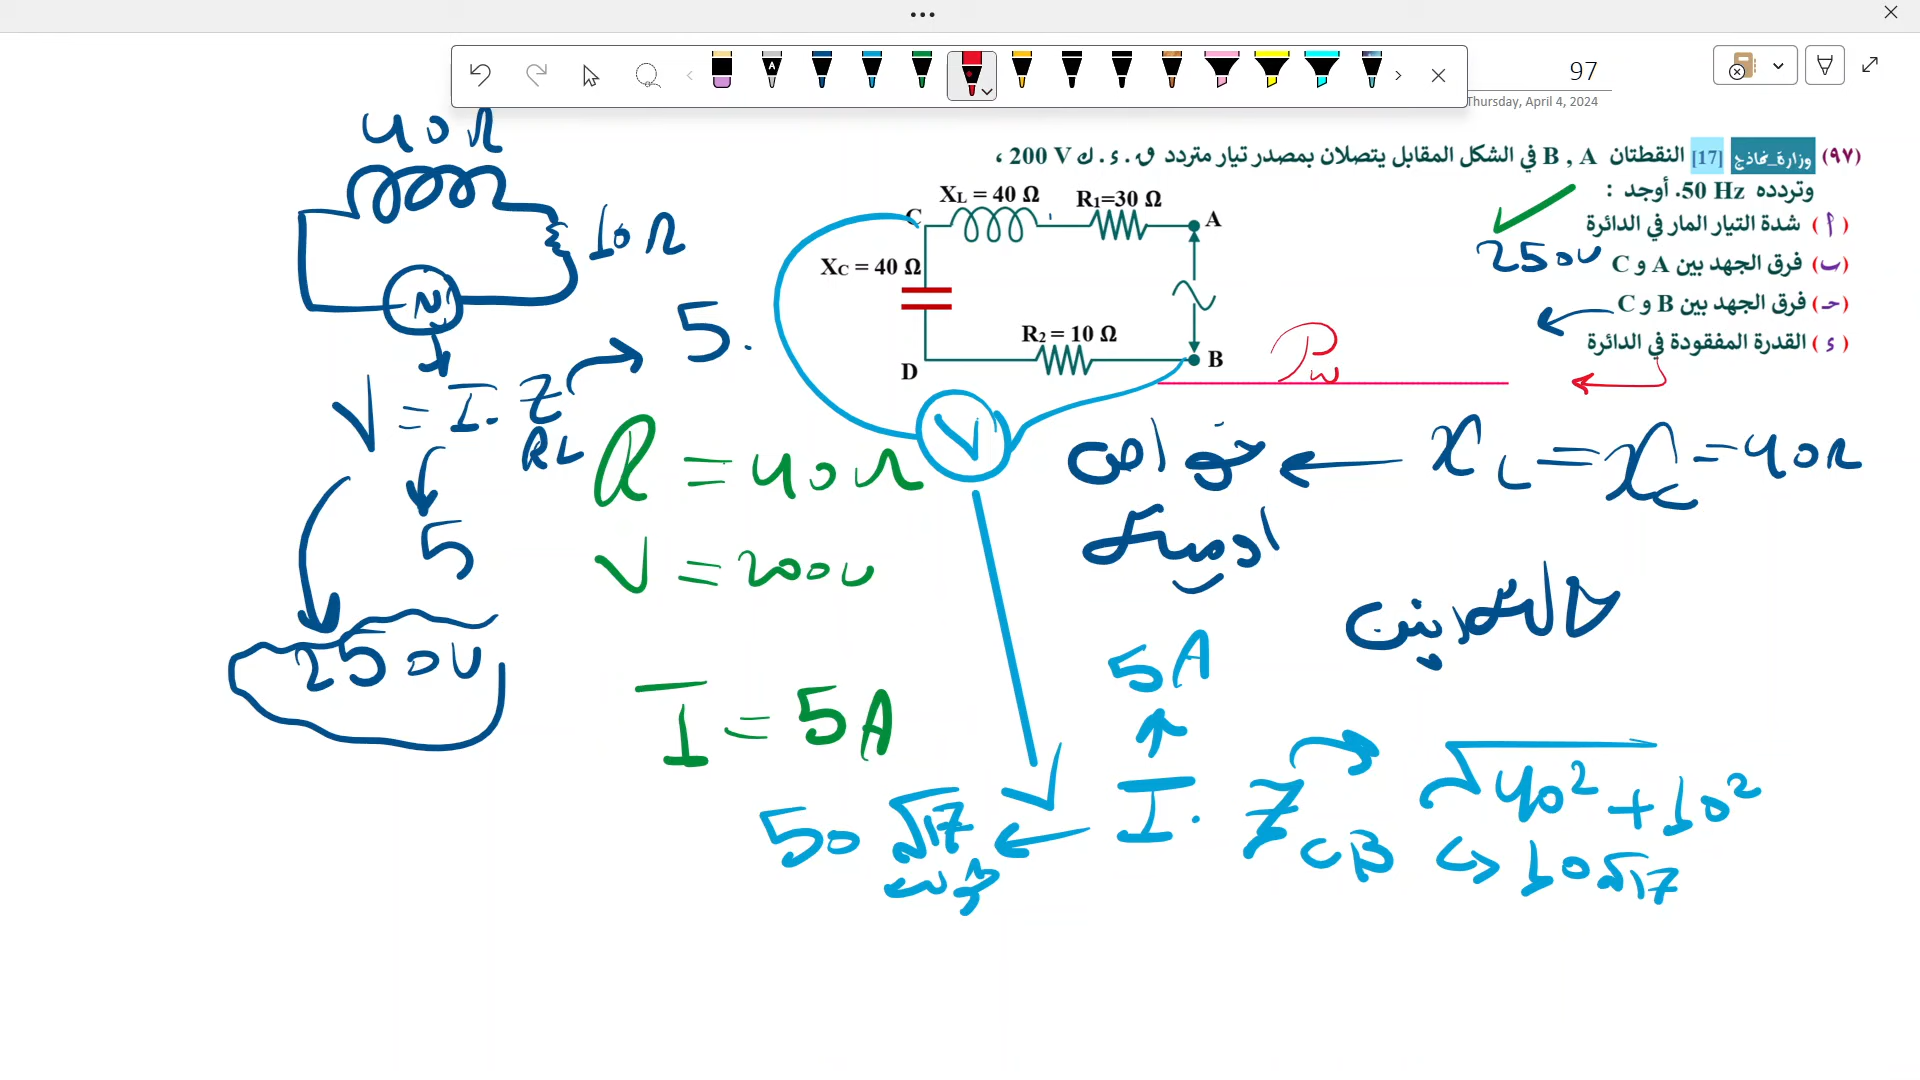 97
Thursday, April 4, 2024
(٩٧) وزارة_نماذج [17] النقطتان B , A في الشكل المقابل يتصلان بمصدر تيار متردد ق . ء . ك 200 V ،
وتردده 50 Hz. أوجد :
( أ ) شدة التيار المار في الدائرة
(ب) فرق الجهد بين A و C
250V
(حـ) فرق الجهد بين B و C
( ء ) القدرة المفقودة في الدائرة
XL = 40 Ω
R1=30 Ω
A
C
XC = 40 Ω
R2 = 10 Ω
D
B
Pw
V
40Ω
10Ω
N
V = I. Z
RL
5.
5
250V
R = 40Ω
V = 200V
I = 5A
XL = XC = 40Ω
خواص
اومية
5A
V I. ZCB
√40² + 10²
10√17
50 √17